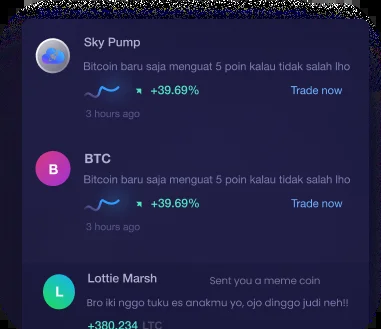 Sky Pump
Bitcoin baru saja menguat 5 poin kalau tidak salah lho
+39.69% Trade now
3 hours ago
B BTC
Bitcoin baru saja menguat 5 poin kalau tidak salah lho
+39.69% Trade now
3 hours ago
L Lottie Marsh Sent you a meme coin
Bro iki nggo tuku es anakmu yo, ojo dinggo judi neh!!
+380,234 LTC